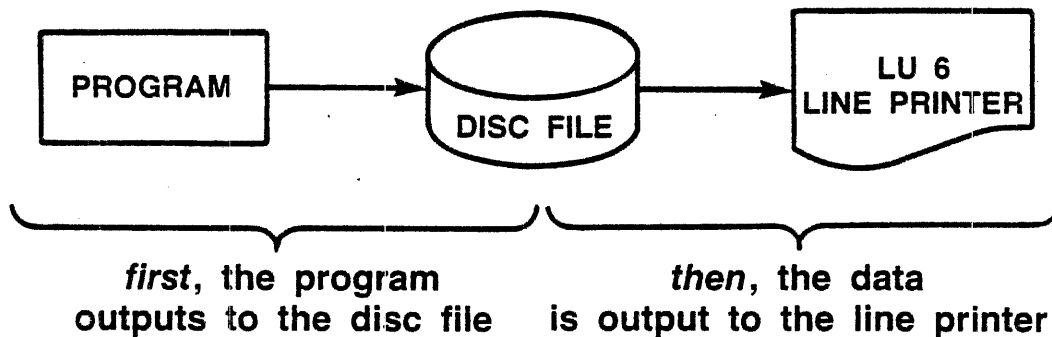 PROGRAM
DISC FILE
LU 6
LINE PRINTER
first, the program
outputs to the disc file
then, the data
is output to the line printer